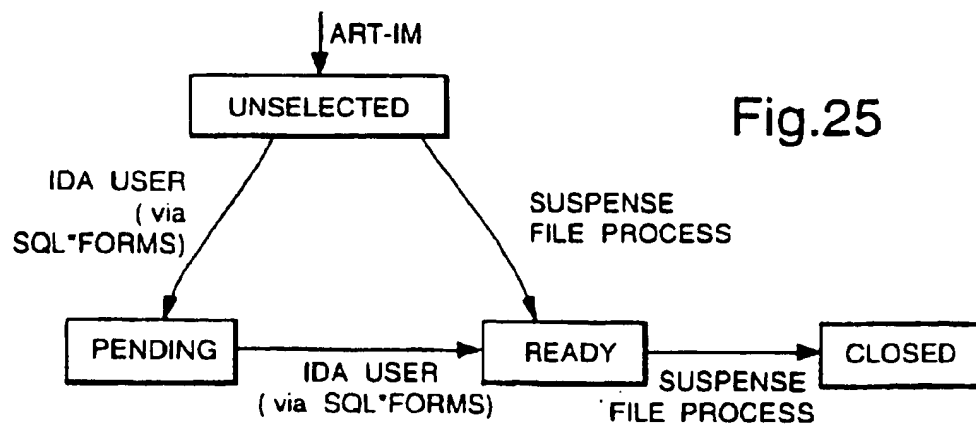 ART-IM
UNSELECTED
Fig.25
IDA USER
( via
SQL*FORMS)
SUSPENSE
FILE PROCESS
PENDING
READY
CLOSED
IDA USER
( via SQL*FORMS)
SUSPENSE
FILE PROCESS